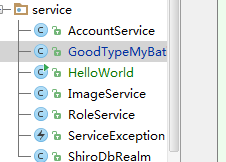 service
AccountService
GoodTypeMyBat
HelloWorld
ImageService
RoleService
ServiceException
ShiroDbRealm